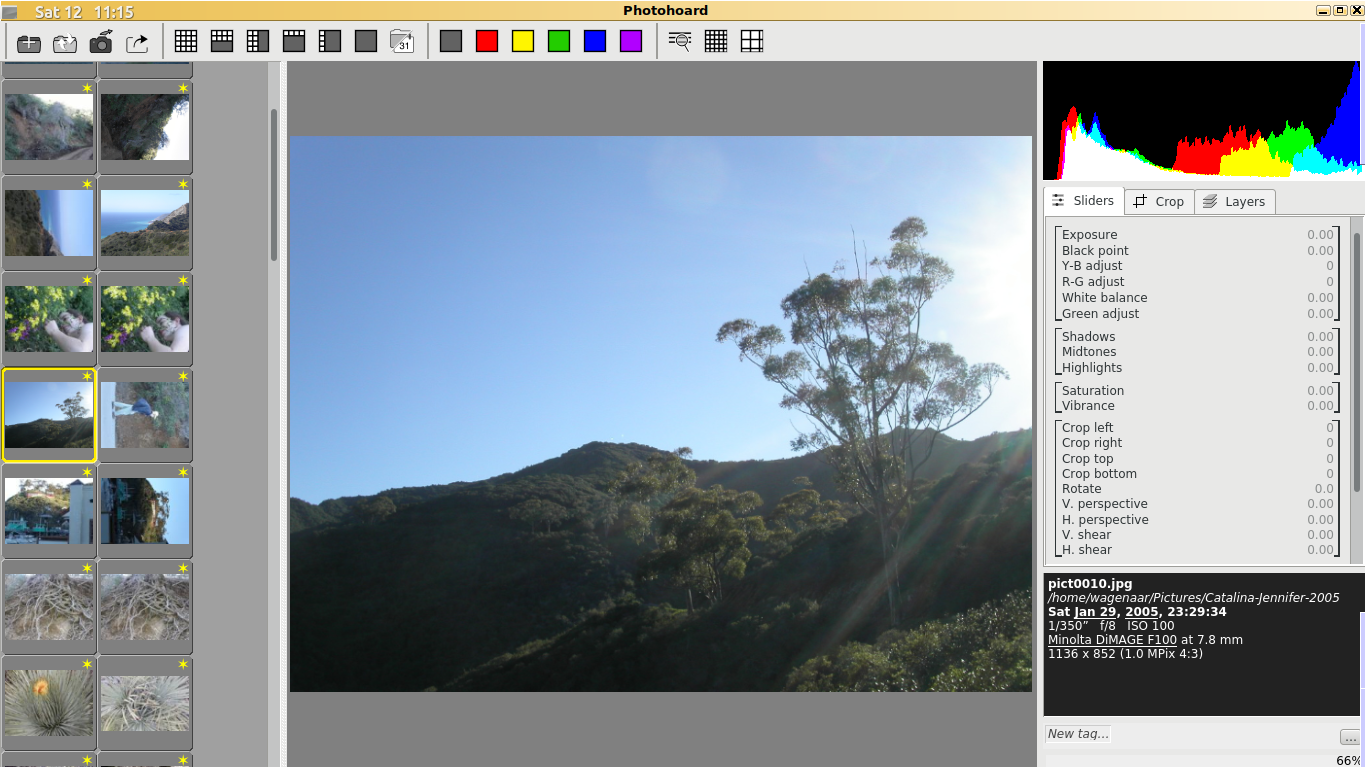 Sat 12 11:15
Photohoard
31
Sliders
Crop
Layers
Exposure 0.00
Black point 0.00
Y-B adjust 0
R-G adjust 0
White balance 0.00
Green adjust 0.00
Shadows 0.00
Midtones 0.00
Highlights 0.00
Saturation 0.00
Vibrance 0.00
Crop left 0
Crop right 0
Crop top 0
Crop bottom 0
Rotate 0.0
V. perspective 0.00
H. perspective 0.00
V. shear 0.00
H. shear 0.00
pict0010.jpg
/home/wagenaar/Pictures/Catalina-Jennifer-2005
Sat Jan 29, 2005, 23:29:34
1/350” f/8 ISO 100
Minolta DiMAGE F100 at 7.8 mm
1136 x 852 (1.0 MPix 4:3)
New tag...
...
66%